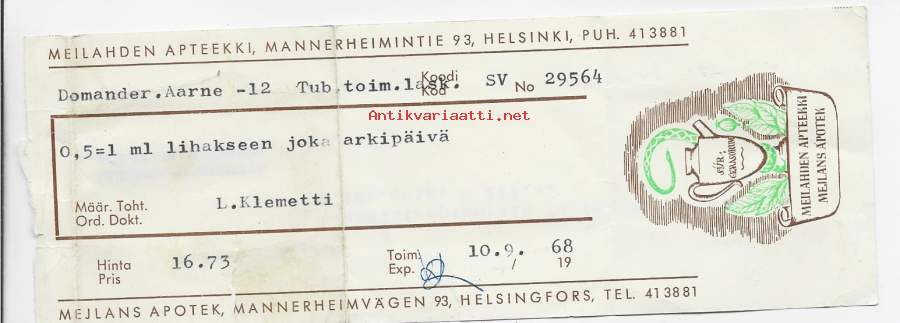 MEILAHDEN APTEEKKI, MANNERHEIMINTIE 93, HELSINKI, PUH. 413881
Domander.Aarne -12 Tub.toim.lask. Koodi Kod SV No 29564
Antikvariaatti.net
0,5=1 ml lihakseen joka arkipäivä
Määr. Toht.
Ord. Dokt.
L.Klemetti
Hinta
Pris
16.73
Toim.
Exp.
10.9. 68
19
MEJLANS APOTEK, MANNERHEIMVÄGEN 93, HELSINGFORS, TEL. 413881
SYR:
CERASORUM
MEILAHDEN APTEEKKI
MEJLANS APOTEK